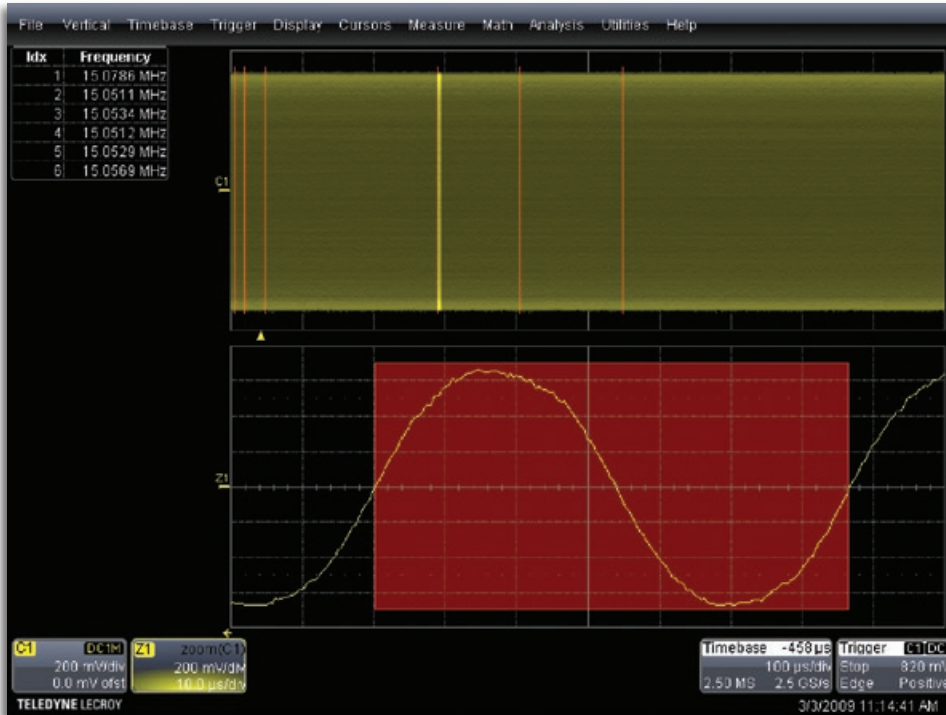 File Vertical Timebase Trigger Display Cursors Measure Math Analysis Utilities Help
Idx Frequency
1 15.0786 MHz
2 15.0511 MHz
3 15.0534 MHz
4 15.0512 MHz
5 15.0529 MHz
6 15.0569 MHz
C1
Z1
C1 DC1M
200 mV/div
0.0 mV ofst
Z1 zoom(C1)
200 mV/div
10.0 µs/div
Timebase -458 µs
100 µs/div
2.50 MS 2.5 GS/s
Trigger C1 DC
Stop 820 mV
Edge Positive
TELEDYNE LECROY
3/3/2009 11:14:41 AM